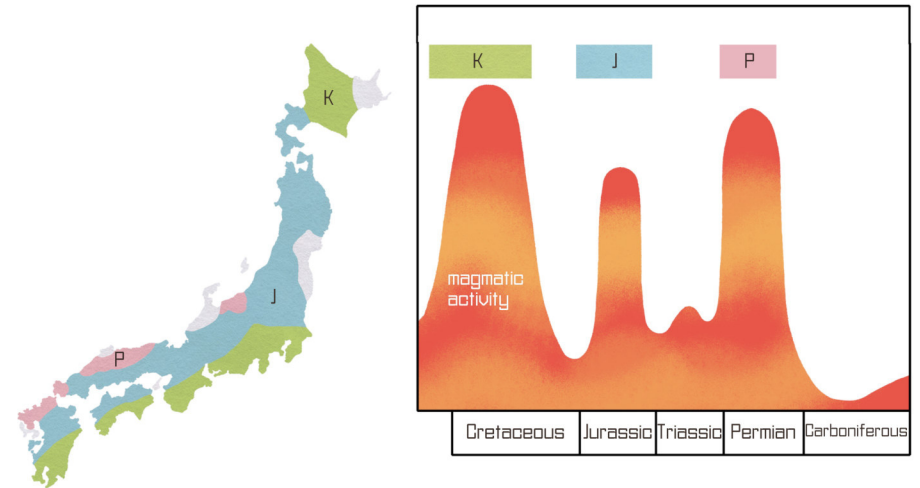 K
J
P
K
J
P
magmatic
activity
Cretaceous
Jurassic
Triassic
Permian
Carboniferous